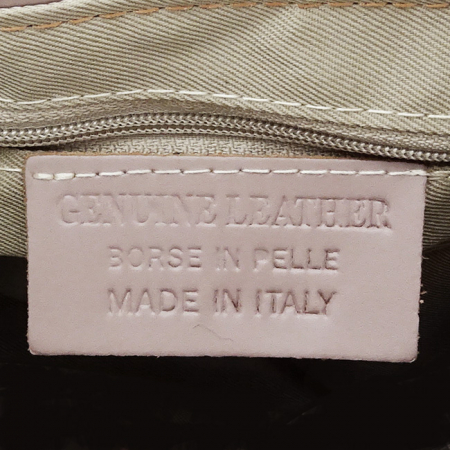 GENUINE LEATHER
BORSE IN PELLE
MADE IN ITALY